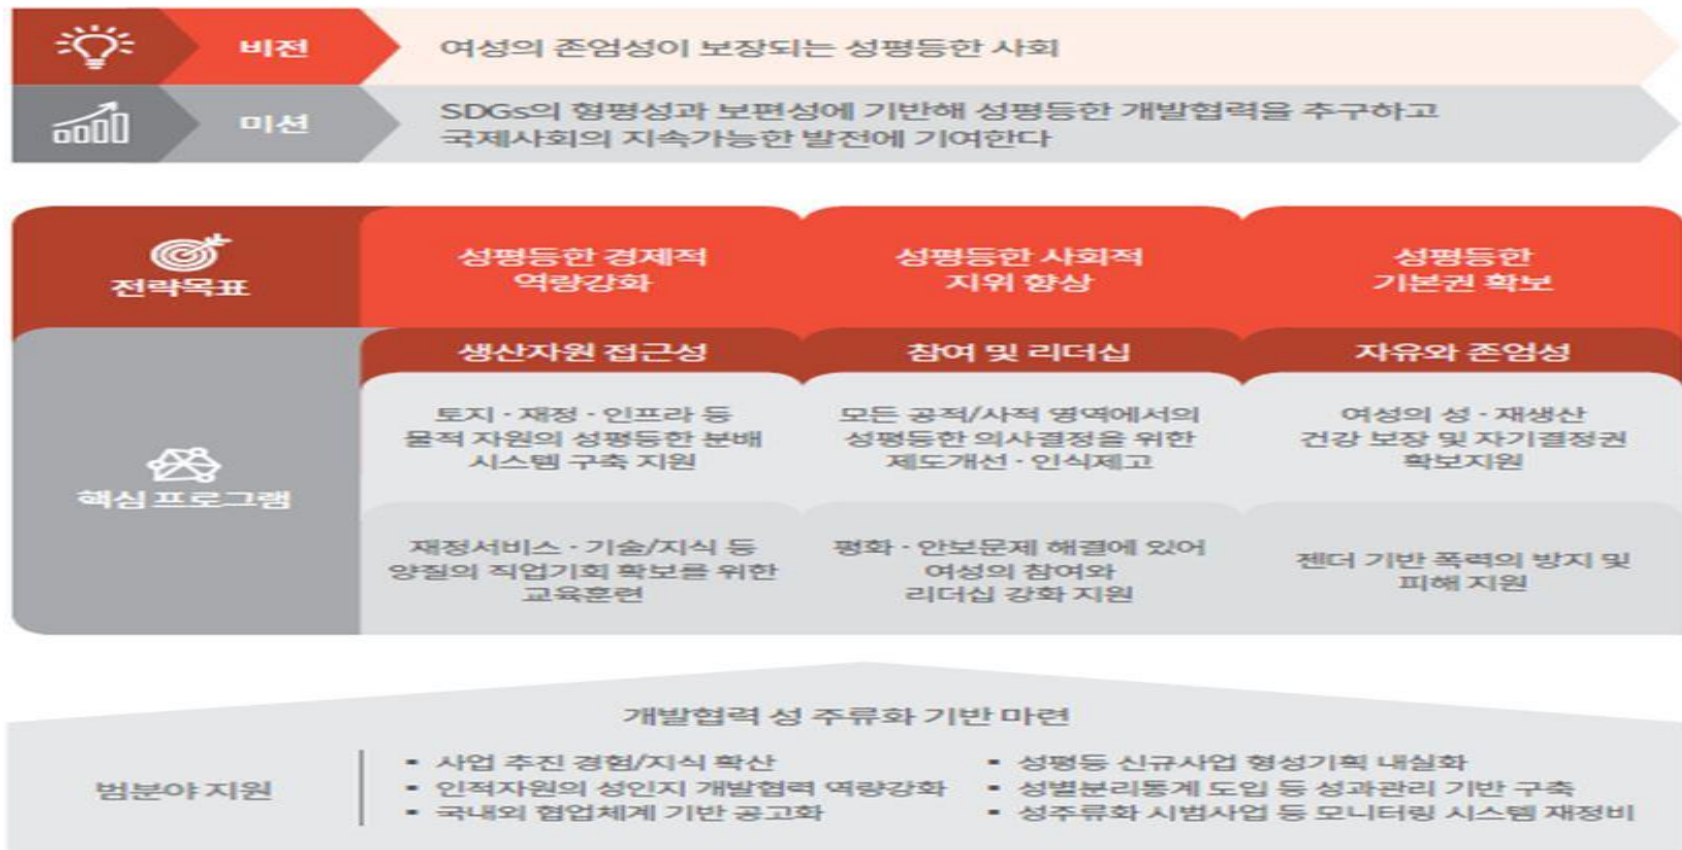 비전
여성의 존엄성이 보장되는 성평등한 사회
미션
SDGs의 형평성과 보편성에 기반해 성평등한 개발협력을 추구하고
국제사회의 지속가능한 발전에 기여한다
전략목표
성평등한 경제적
역량강화
성평등한 사회적
지위 향상
성평등한
기본권 확보
핵심 프로그램
생산자원 접근성
참여 및 리더십
자유와 존엄성
토지 · 재정 · 인프라 등
물적 자원의 성평등한 분배
시스템 구축 지원
모든 공적/사적 영역에서의
성평등한 의사결정을 위한
제도개선 · 인식제고
여성의 성 · 재생산
건강 보장 및 자기결정권
확보지원
재정서비스 · 기술/지식 등
양질의 직업기회 확보를 위한
교육훈련
평화 · 안보문제 해결에 있어
여성의 참여와
리더십 강화 지원
젠더 기반 폭력의 방지 및
피해 지원
개발협력 성 주류화 기반 마련
범분야 지원
▪ 사업 추진 경험/지식 확산
▪ 인적자원의 성인지 개발협력 역량강화
▪ 국내외 협업체계 기반 공고화
▪ 성평등 신규사업 형성기획 내실화
▪ 성별분리통계 도입 등 성과관리 기반 구축
▪ 성주류화 시범사업 등 모니터링 시스템 재정비